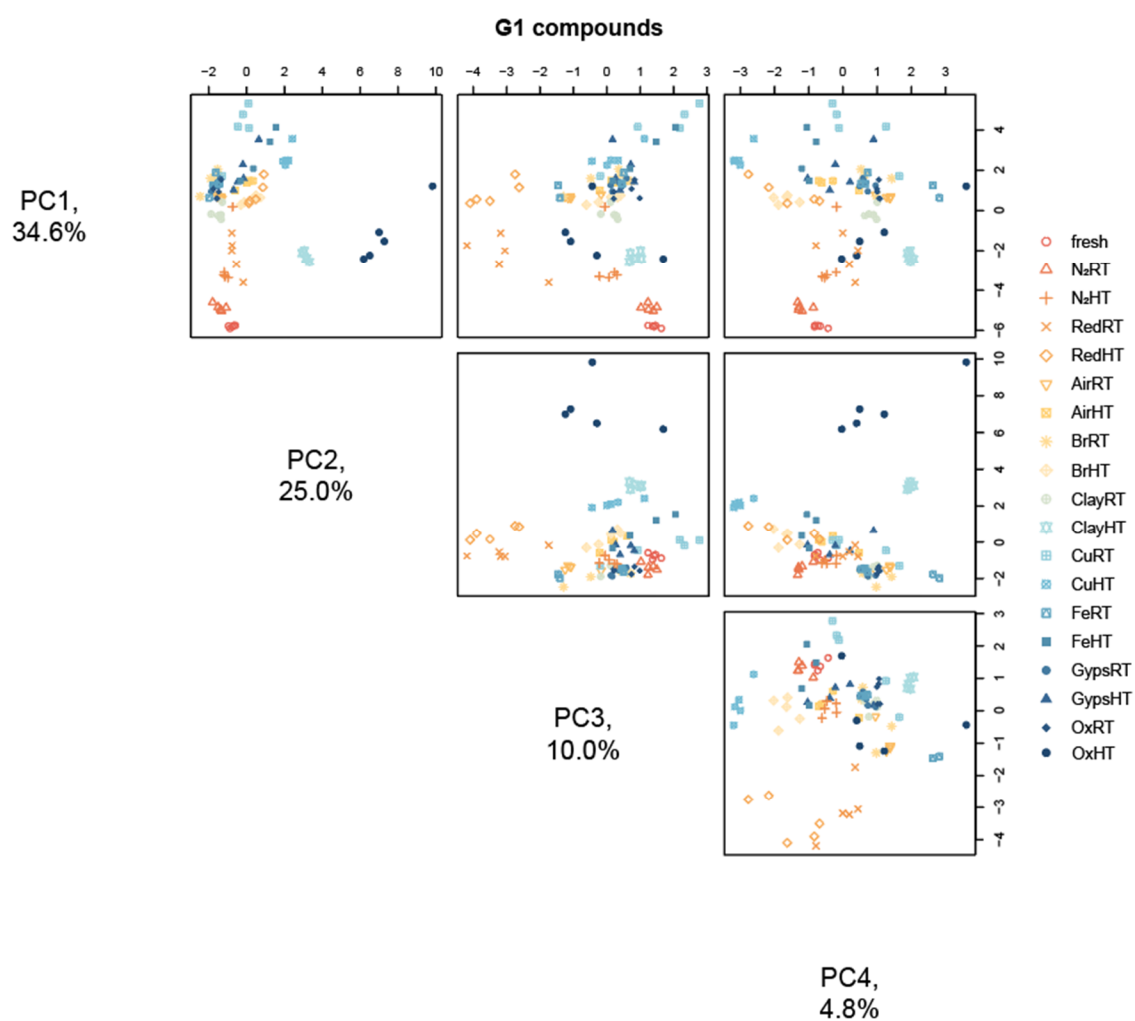 G1 compounds
−2 0 2 4 6 8 10
−4 −3 −2 −1 0 1 2 3
−3 −2 −1 0 1 2 3
PC1,
34.6%
4
2
0
−2
−4
−6
PC2,
25.0%
10
8
6
4
2
0
−2
PC3,
10.0%
3
2
1
0
−1
−2
−3
−4
PC4,
4.8%
fresh
N₂RT
N₂HT
RedRT
RedHT
AirRT
AirHT
BrRT
BrHT
ClayRT
ClayHT
CuRT
CuHT
FeRT
FeHT
GypsRT
GypsHT
OxRT
OxHT